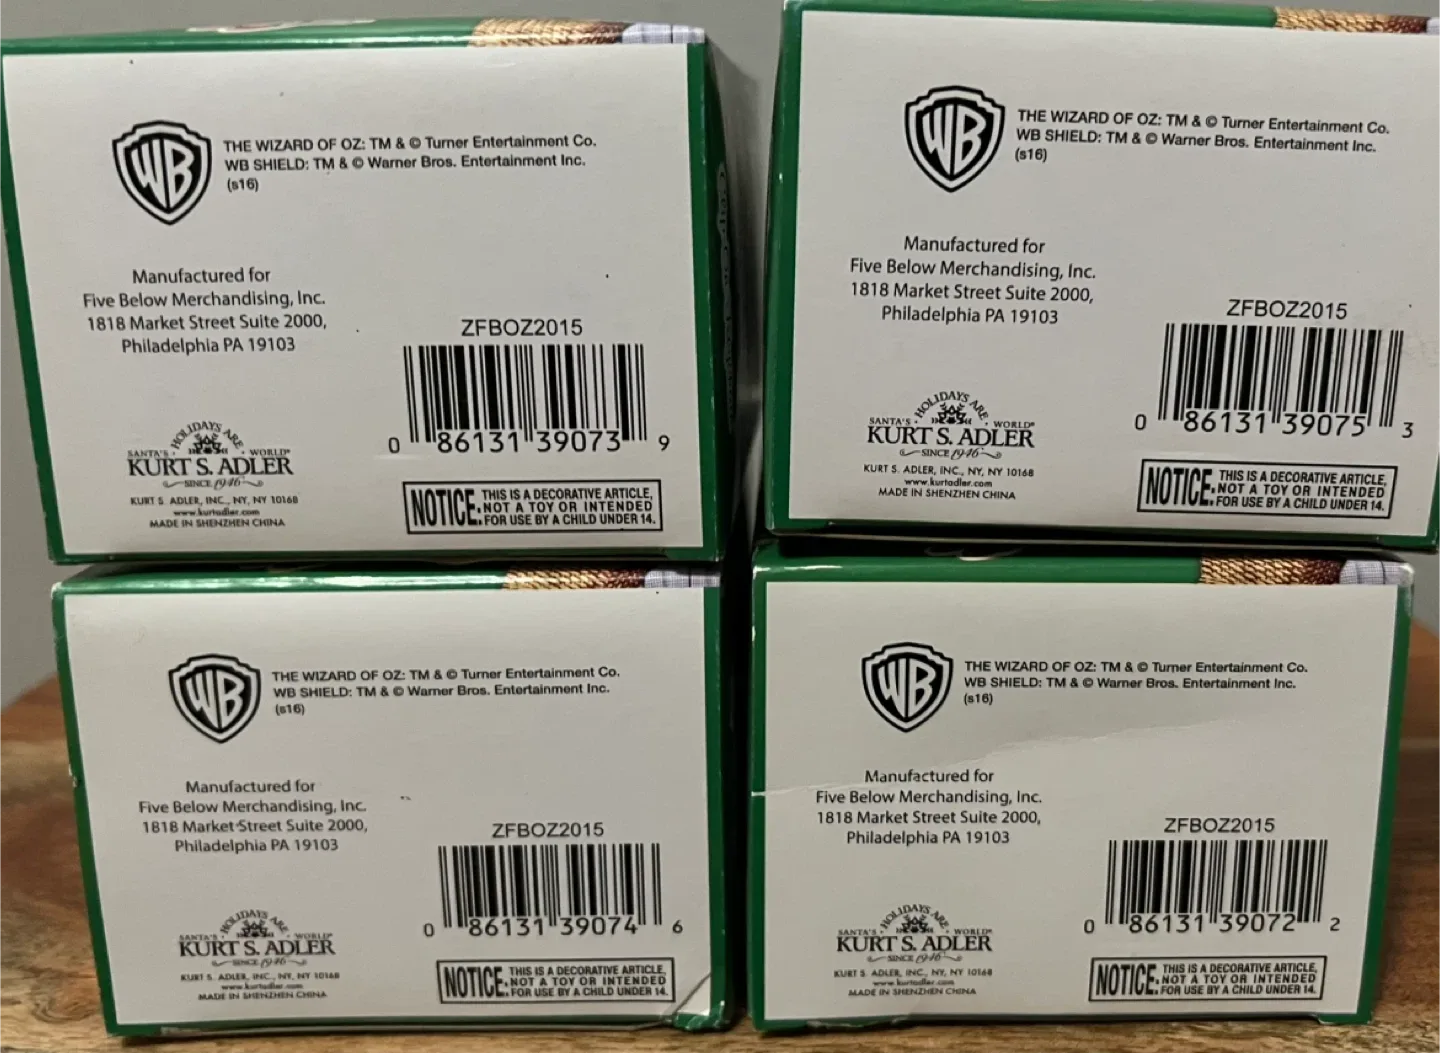 WB
THE WIZARD OF OZ: TM & © Turner Entertainment Co.
WB SHIELD: TM & © Warner Bros. Entertainment Inc.
(s16)
Manufactured for
Five Below Merchandising, Inc.
1818 Market Street Suite 2000,
Philadelphia PA 19103
ZFBOZ2015
0 86131 39073 9
HOLIDAYS ARE
SANTA'S WORLD®
KURT S. ADLER
SINCE 1946
KURT S. ADLER, INC., NY, NY 10168
www.kurtadler.com
MADE IN SHENZHEN CHINA
NOTICE: THIS IS A DECORATIVE ARTICLE,
NOT A TOY OR INTENDED
FOR USE BY A CHILD UNDER 14.
WB
THE WIZARD OF OZ: TM & © Turner Entertainment Co.
WB SHIELD: TM & © Warner Bros. Entertainment Inc.
(s16)
Manufactured for
Five Below Merchandising, Inc.
1818 Market Street Suite 2000,
Philadelphia PA 19103
ZFBOZ2015
0 86131 39075 3
HOLIDAYS ARE
SANTA'S WORLD®
KURT S. ADLER
SINCE 1946
KURT S. ADLER, INC., NY, NY 10168
www.kurtadler.com
MADE IN SHENZHEN CHINA
NOTICE: THIS IS A DECORATIVE ARTICLE,
NOT A TOY OR INTENDED
FOR USE BY A CHILD UNDER 14.
WB
THE WIZARD OF OZ: TM & © Turner Entertainment Co.
WB SHIELD: TM & © Warner Bros. Entertainment Inc.
(s16)
Manufactured for
Five Below Merchandising, Inc.
1818 Market Street Suite 2000,
Philadelphia PA 19103
ZFBOZ2015
0 86131 39074 6
HOLIDAYS ARE
SANTA'S WORLD®
KURT S. ADLER
SINCE 1946
KURT S. ADLER, INC., NY, NY 10168
www.kurtadler.com
MADE IN SHENZHEN CHINA
NOTICE: THIS IS A DECORATIVE ARTICLE,
NOT A TOY OR INTENDED
FOR USE BY A CHILD UNDER 14.
WB
THE WIZARD OF OZ: TM & © Turner Entertainment Co.
WB SHIELD: TM & © Warner Bros. Entertainment Inc.
(s16)
Manufactured for
Five Below Merchandising, Inc.
1818 Market Street Suite 2000,
Philadelphia PA 19103
ZFBOZ2015
0 86131 39072 2
HOLIDAYS ARE
SANTA'S WORLD®
KURT S. ADLER
SINCE 1946
KURT S. ADLER, INC., NY, NY 10168
www.kurtadler.com
MADE IN SHENZHEN CHINA
NOTICE: THIS IS A DECORATIVE ARTICLE,
NOT A TOY OR INTENDED
FOR USE BY A CHILD UNDER 14.